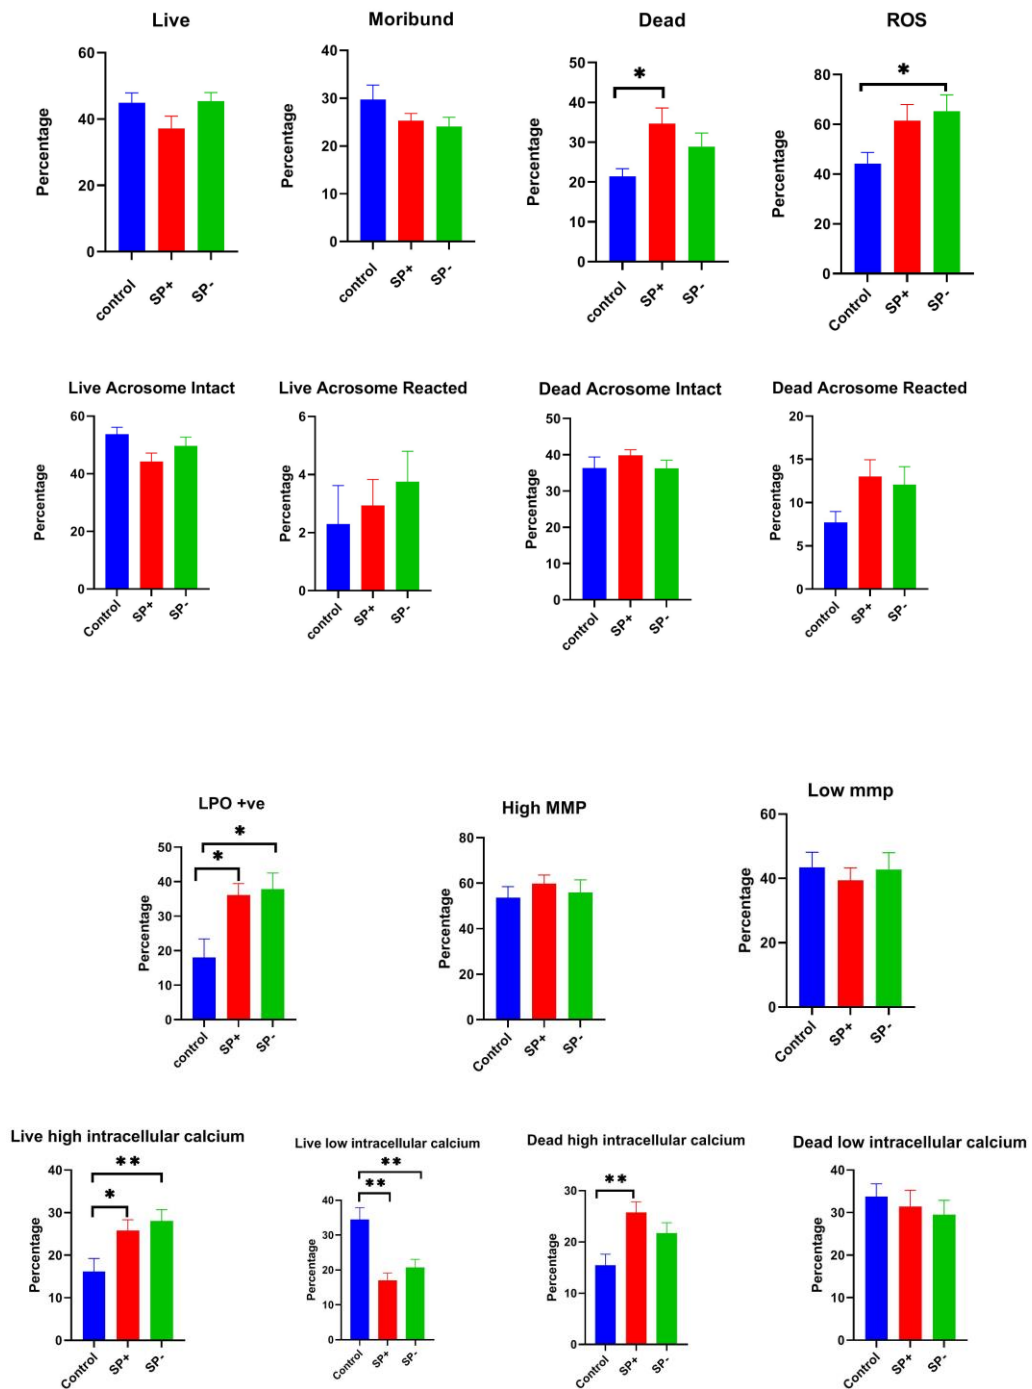 Live
Moribund
Dead
ROS
Percentage
60
40
20
0
control
SP+
SP-
Percentage
40
30
20
10
0
control
SP+
SP-
Percentage
50
40
30
20
10
0
*
control
SP+
SP-
Percentage
80
60
40
20
0
*
Control
SP+
SP-
Live Acrosome Intact
Live Acrosome Reacted
Dead Acrosome Intact
Dead Acrosome Reacted
Percentage
60
40
20
0
Control
SP+
SP-
Percentage
6
4
2
0
control
SP+
SP-
Percentage
50
40
30
20
10
0
Control
SP+
SP-
Percentage
20
15
10
5
0
control
SP+
SP-
LPO +ve
High MMP
Low mmp
Percentage
50
40
30
20
10
0
*
*
control
SP+
SP-
Percentage
80
60
40
20
0
Control
SP+
SP-
Percentage
60
40
20
0
Control
SP+
SP-
Live high intracellular calcium
Live low intracellular calcium
Dead high intracellular calcium
Dead low intracellular calcium
Percentage
40
30
20
10
0
**
*
Control
SP+
SP-
Percentage
40
30
20
10
0
**
**
Control
SP+
SP-
Percentage
30
20
10
0
**
Control
SP+
SP-
Percentage
40
30
20
10
0
Control
SP+
SP-